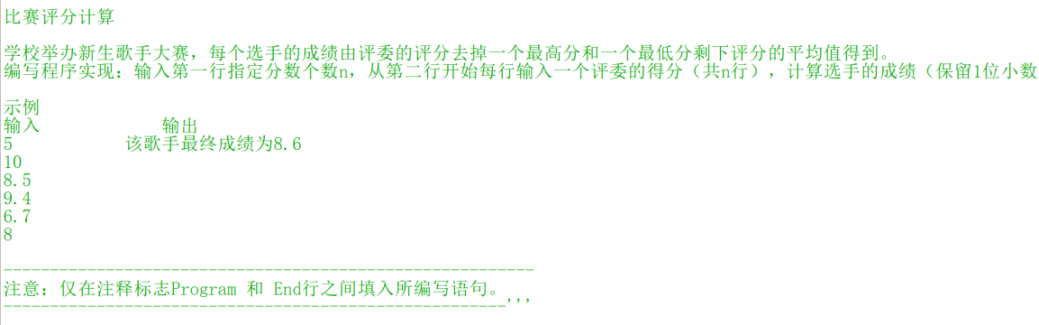 比赛评分计算
学校举办新生歌手大赛，每个选手的成绩由评委的评分去掉一个最高分和一个最低分剩下评分的平均值得到。
编写程序实现：输入第一行指定分数个数n，从第二行开始每行输入一个评委的得分（共n行），计算选手的成绩（保留1位小数
示例
输入 输出
5 该歌手最终成绩为8.6
10
8.5
9.4
6.7
8
---------------------------------------------------------
注意：仅在注释标志Program 和 End行之间填入所编写语句。
------------------------------------------------------'''